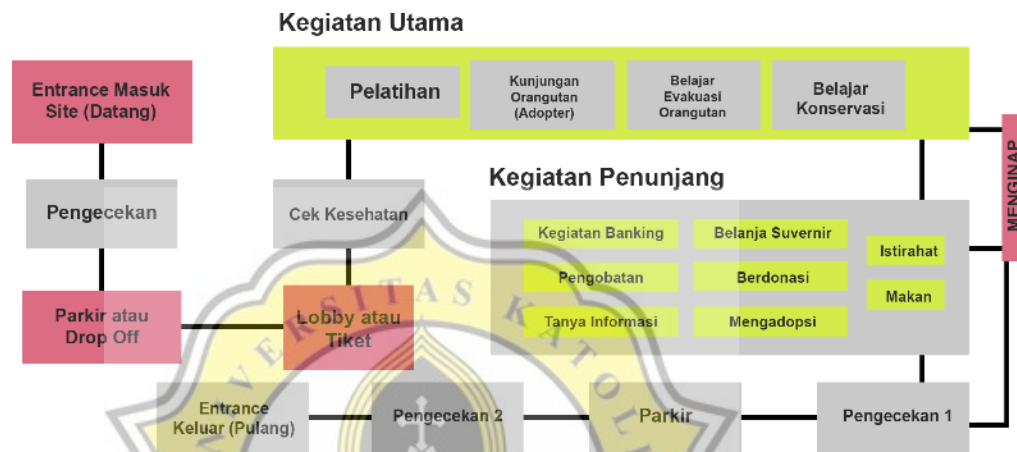 Kegiatan Utama
Entrance Masuk
Site (Datang)
Pelatihan
Kunjungan
Orangutan
(Adopter)
Belajar
Evakuasi
Orangutan
Belajar
Konservasi
MENGINAP
Kegiatan Penunjang
Pengecekan
Cek Kesehatan
Kegiatan Banking
Belanja Suvernir
Istirahat
Pengobatan
Berdonasi
Makan
Tanya Informasi
Mengadopsi
Parkir atau
Drop Off
Lobby atau
Tiket
Entrance
Keluar (Pulang)
Pengecekan 2
Parkir
Pengecekan 1
VERSITAS KATOLI